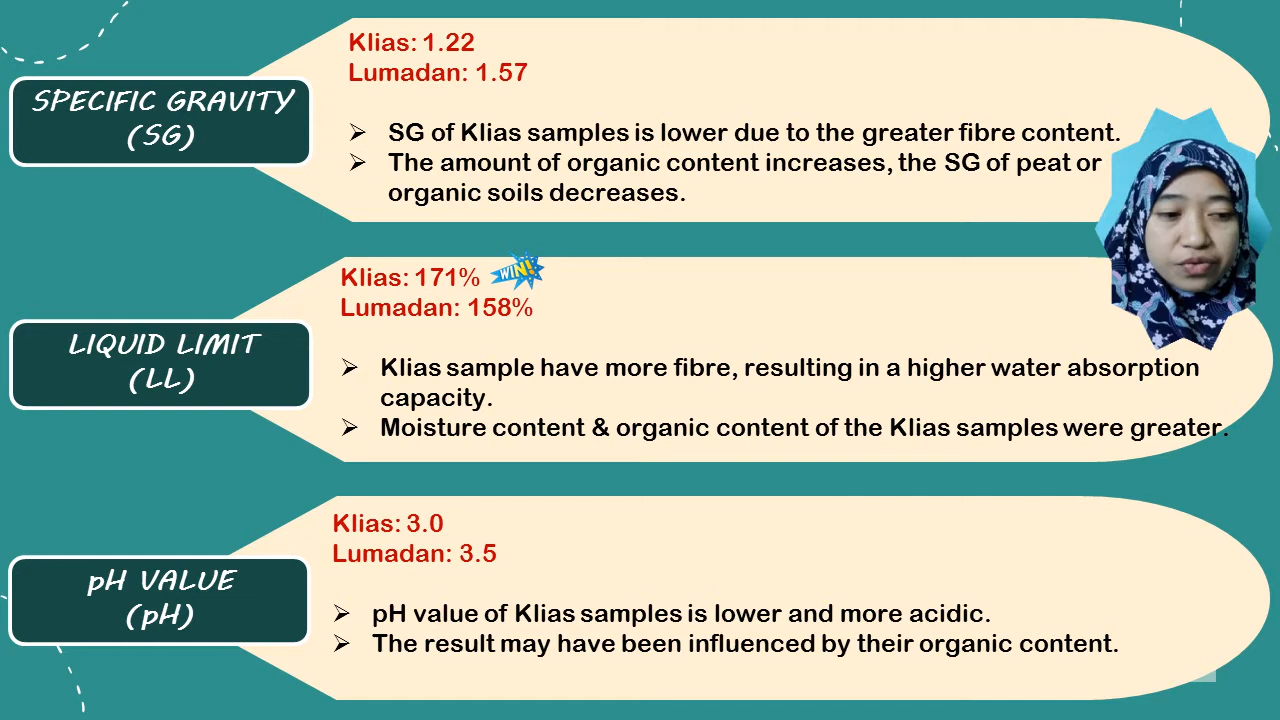 Klias: 1.22
Lumadan: 1.57
SPECIFIC GRAVITY
(SG)
➢ SG of Klias samples is lower due to the greater fibre content.
➢ The amount of organic content increases, the SG of peat or
organic soils decreases.
Klias: 171% WIN!
Lumadan: 158%
LIQUID LIMIT
(LL)
➢ Klias sample have more fibre, resulting in a higher water absorption
capacity.
➢ Moisture content & organic content of the Klias samples were greater.
Klias: 3.0
Lumadan: 3.5
pH VALUE
(pH)
➢ pH value of Klias samples is lower and more acidic.
➢ The result may have been influenced by their organic content.